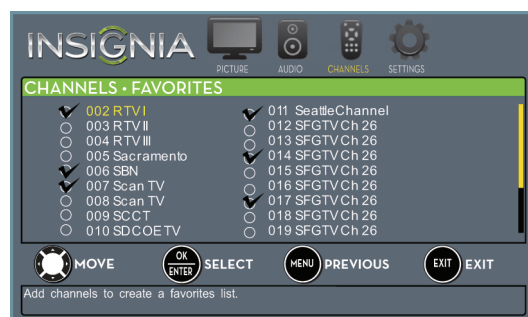 INSIGNIA
PICTURE AUDIO CHANNELS SETTINGS
CHANNELS • FAVORITES
002 RTV I
003 RTV II
004 RTV III
005 Sacramento
006 SBN
007 Scan TV
008 Scan TV
009 SCCT
010 SDCOE TV
011 SeattleChannel
012 SFGTV Ch 26
013 SFGTV Ch 26
014 SFGTV Ch 26
015 SFGTV Ch 26
016 SFGTV Ch 26
017 SFGTV Ch 26
018 SFGTV Ch 26
019 SFGTV Ch 26
MOVE OK ENTER SELECT MENU PREVIOUS EXIT EXIT
Add channels to create a favorites list.